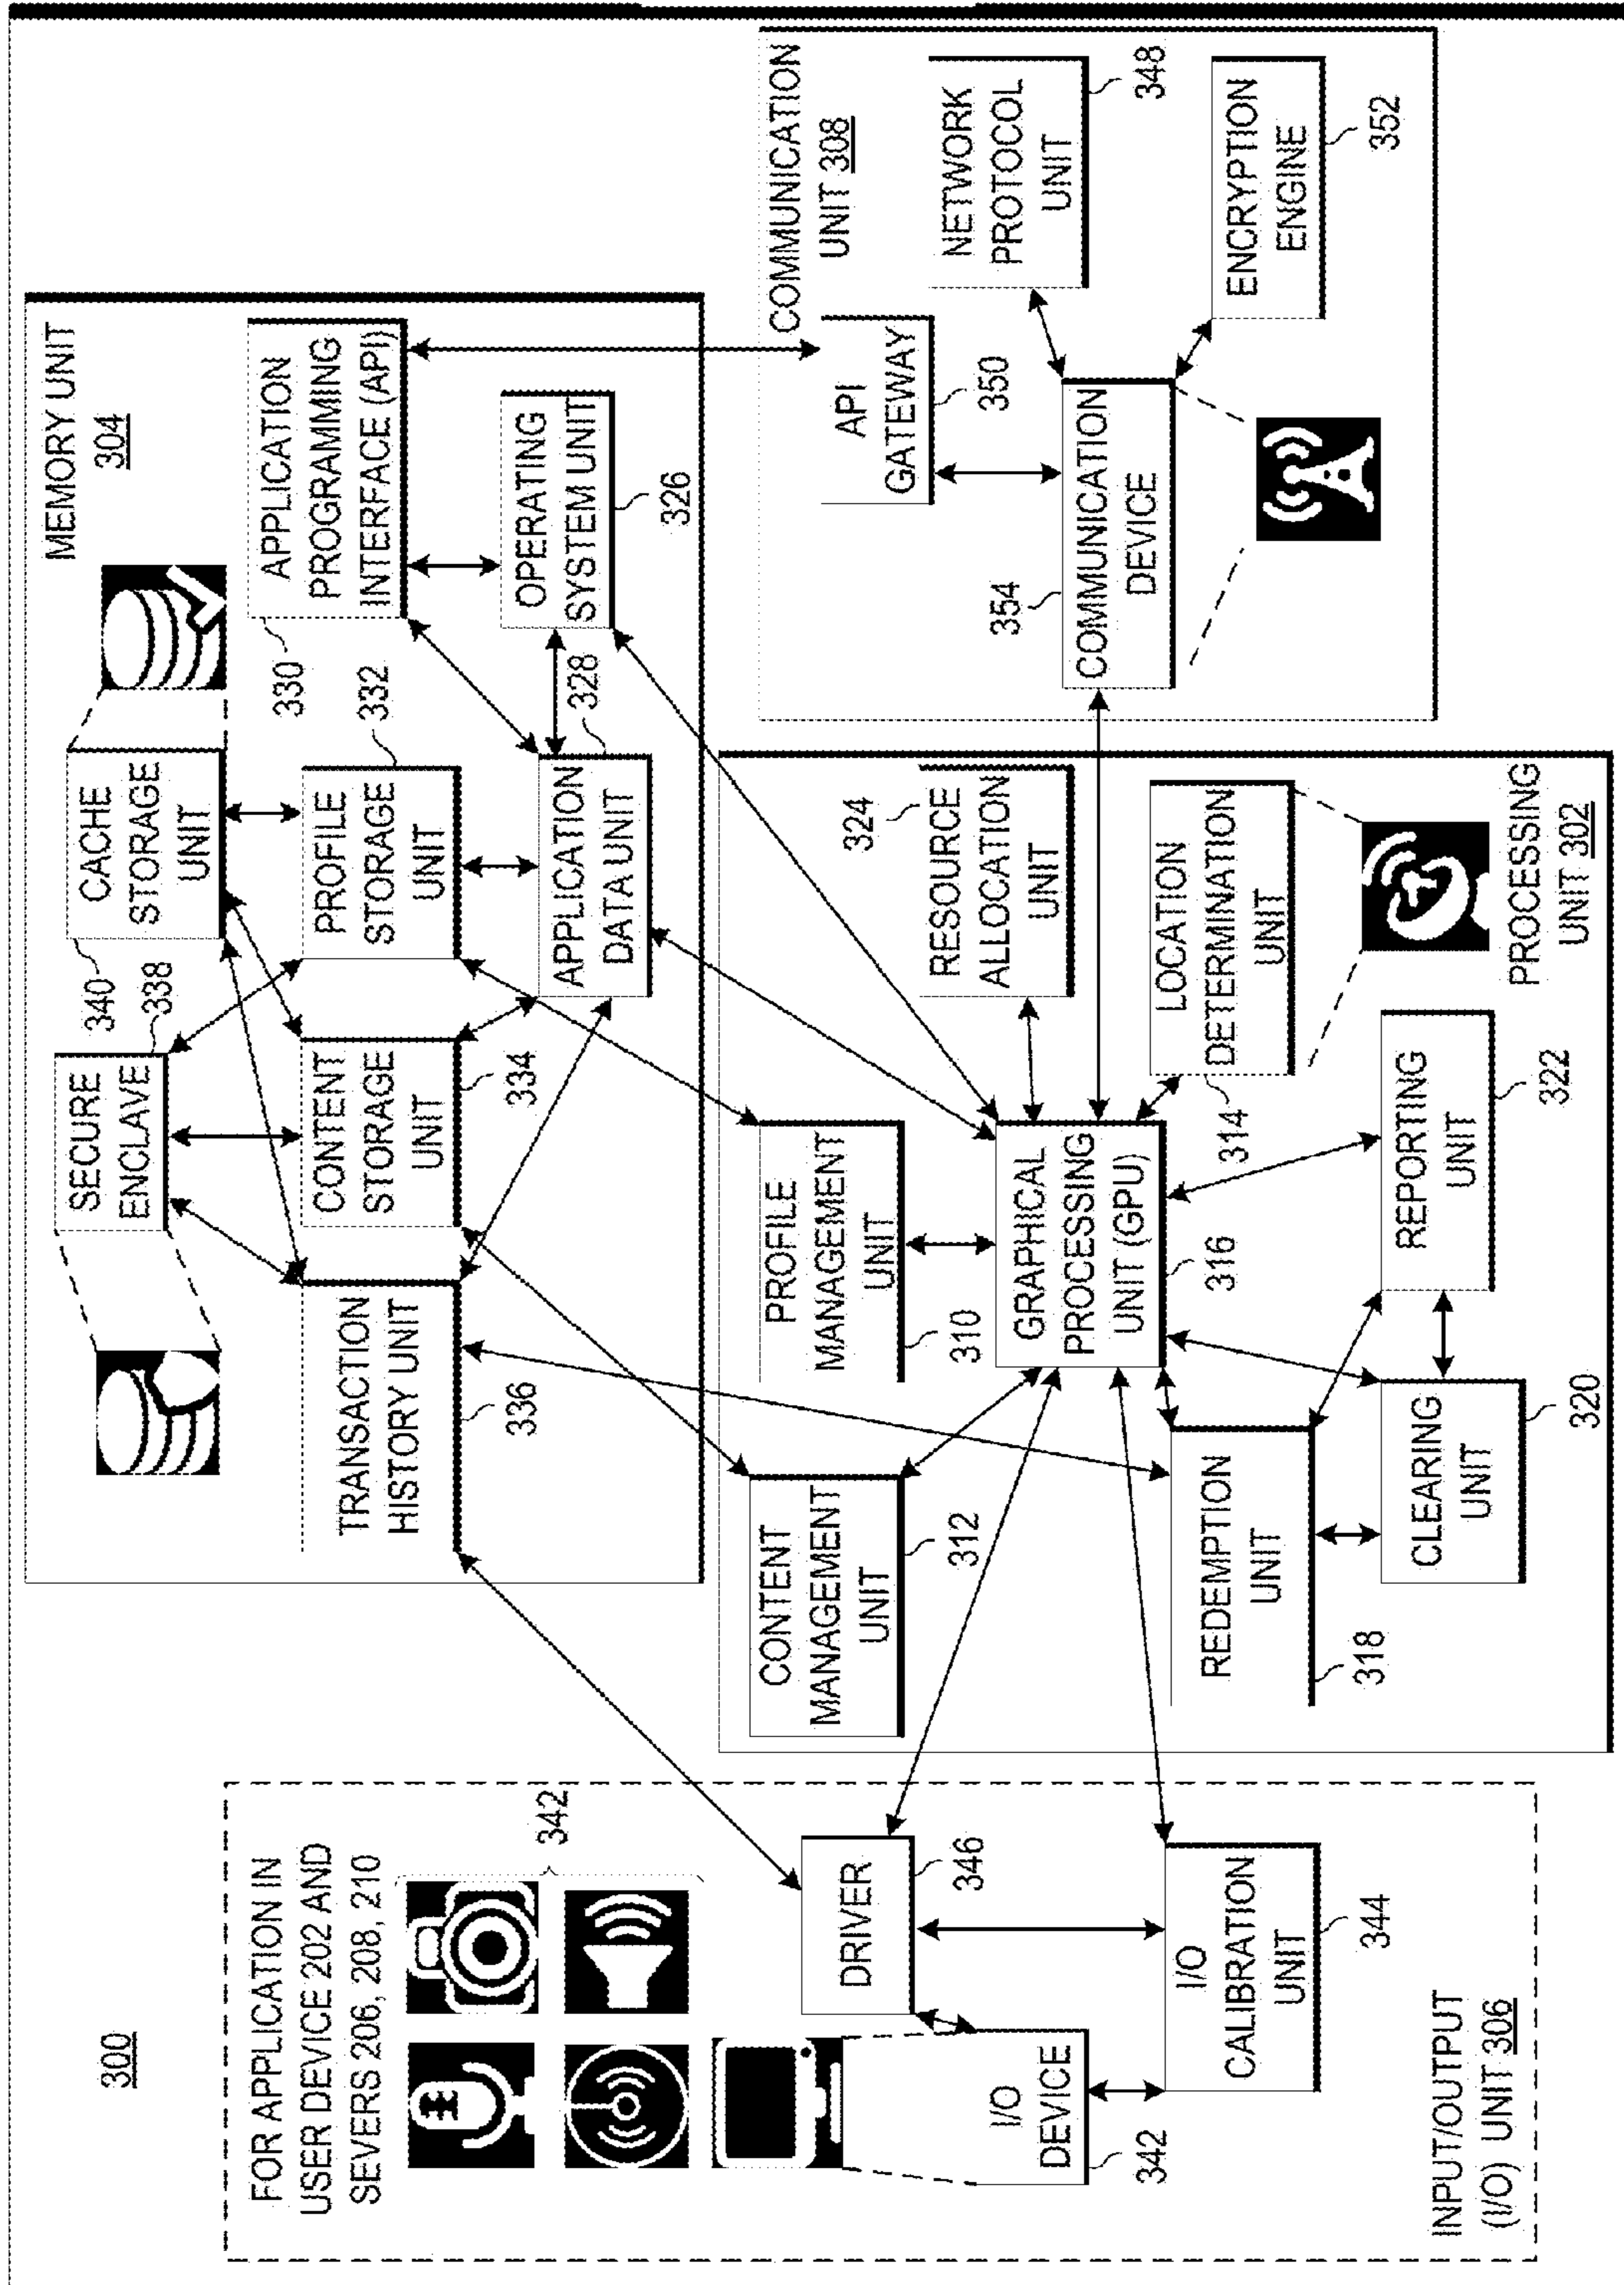 300
FOR APPLICATION IN
USER DEVICE 202 AND
SEVERS 206, 208, 210
342
I/O
DEVICE
342
DRIVER
346
I/O
CALIBRATION
UNIT
344
INPUT/OUTPUT
(I/O) UNIT 306
MEMORY UNIT
304
SECURE
ENCLAVE
338
CACHE
STORAGE
UNIT
340
TRANSACTION
HISTORY UNIT
336
CONTENT
STORAGE
UNIT
334
PROFILE
STORAGE
UNIT
332
APPLICATION
PROGRAMMING
INTERFACE (API)
330
APPLICATION
DATA UNIT
328
OPERATING
SYSTEM UNIT
326
CONTENT
MANAGEMENT
UNIT
312
PROFILE
MANAGEMENT
UNIT
310
RESOURCE
ALLOCATION
UNIT
324
GRAPHICAL
PROCESSING
UNIT (GPU)
316
LOCATION
DETERMINATION
UNIT
314
REDEMPTION
UNIT
318
CLEARING
UNIT
320
REPORTING
UNIT
322
PROCESSING
UNIT 302
COMMUNICATION
UNIT 308
API
GATEWAY
350
NETWORK
PROTOCOL
UNIT
348
COMMUNICATION
DEVICE
354
ENCRYPTION
ENGINE
352